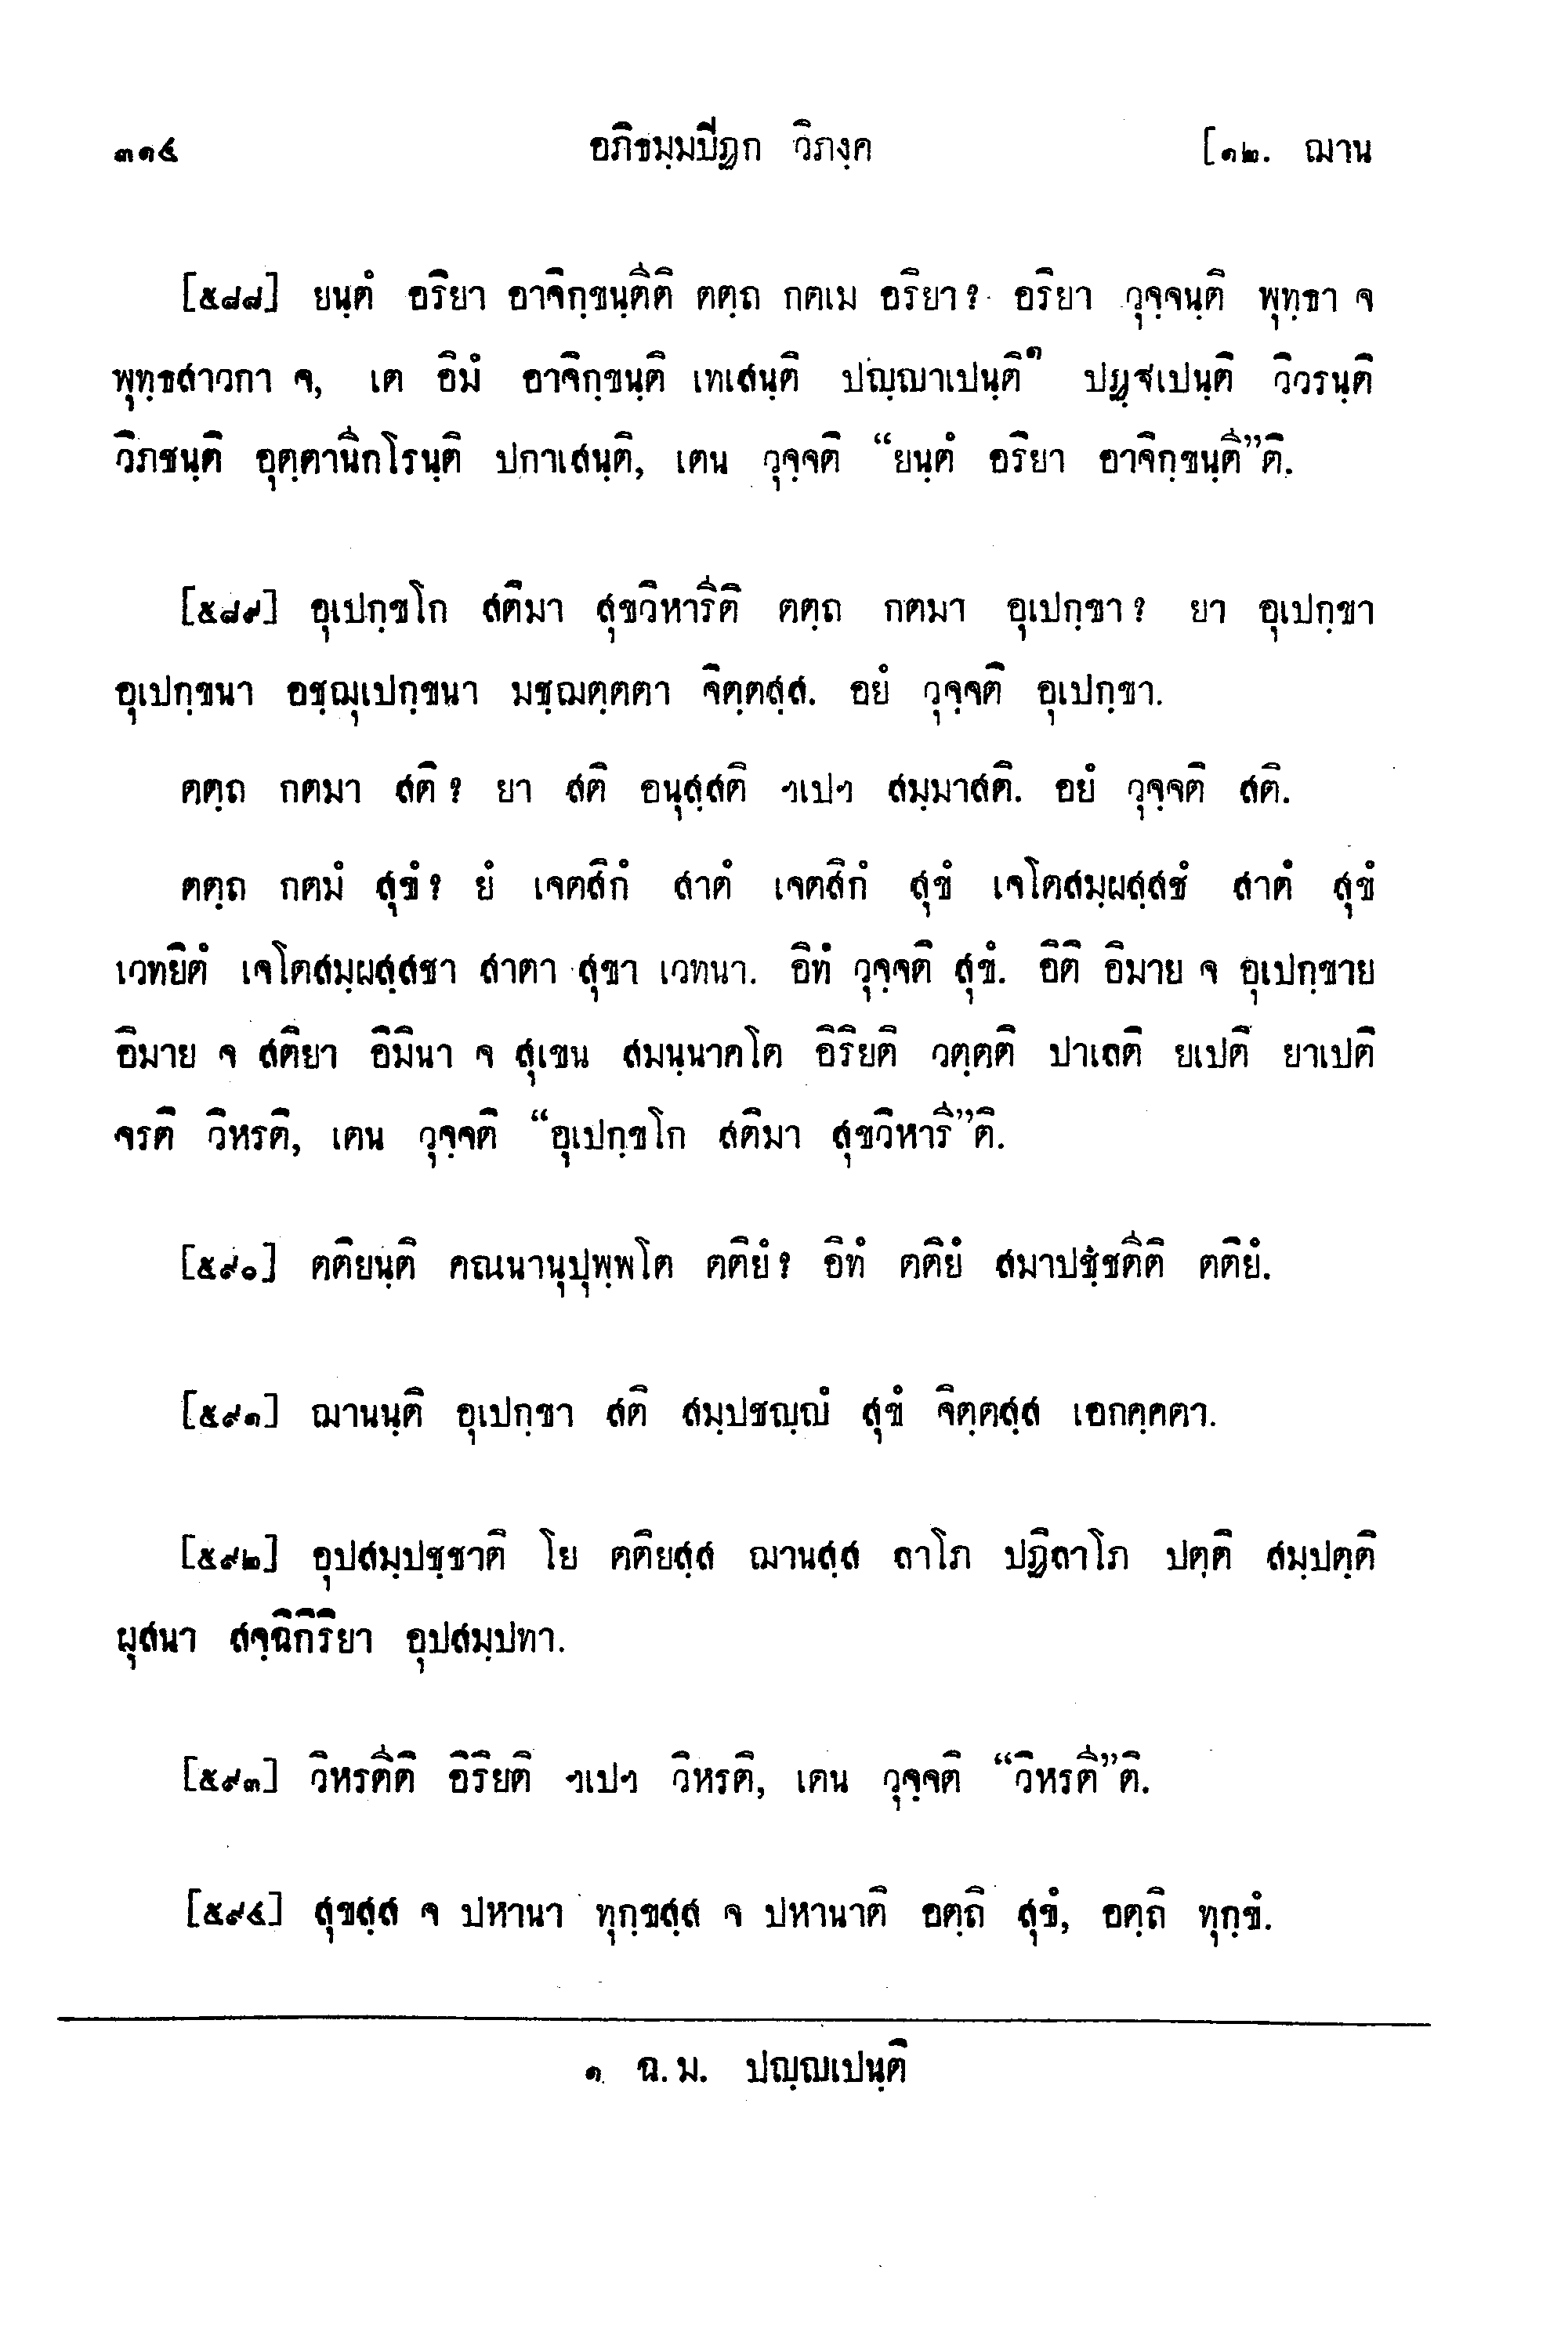 ๓๑๔ อภิธมฺมปิฏก วิภงฺค [๑๒. ฌาน
[๕๘๘] ยนฺตํ อริยา อาจิกฺขนฺตีติ ตตฺถ กตเม อริยา? อริยา วุจฺจนฺติ พุทฺธา จ
พุทฺธสาวกา จ, เต อิมํ อาจิกฺขนฺติ เทเสนฺติ ปญฺญาเปนฺติ๑ ปฏฺฐเปนฺติ วิวรนฺติ
วิภชนฺติ อุตฺตานีกโรนฺติ ปกาเสนฺติ, เตน วุจฺจติ “ยนฺตํ อริยา อาจิกฺขนฺตี”ติ.
[๕๘๙] อุเปกฺขโก สติมา สุขวิหารีติ ตตฺถ กตมา อุเปกฺขา? ยา อุเปกฺขา
อุเปกฺขนา อชฺฌุเปกฺขนา มชฺฌตฺตตา จิตฺตสฺส. อยํ วุจฺจติ อุเปกฺขา.
ตตฺถ กตมา สติ? ยา สติ อนุสฺสติ ฯเปฯ สมฺมาสติ. อยํ วุจฺจติ สติ.
ตตฺถ กตมํ สุขํ? ยํ เจตสิกํ สาตํ เจตสิกํ สุขํ เจโตสมฺผสฺสชํ สาตํ สุขํ
เวทยิตํ เจโตสมฺผสฺสชา สาตา สุขา เวทนา. อิทํ วุจฺจติ สุขํ. อิติ อิมาย จ อุเปกฺขาย
อิมาย จ สติยา อิมินา จ สุเขน สมนฺนาคโต อิริยติ วตฺตติ ปาเลติ ยเปติ ยาเปติ
จรติ วิหรติ, เตน วุจฺจติ “อุเปกฺขโก สติมา สุขวิหารี”ติ.
[๕๙๐] ตติยนฺติ คณนานุปุพฺพโต ตติยํ? อิทํ ตติยํ สมาปชฺชตีติ ตติยํ.
[๕๙๑] ฌานนฺติ อุเปกฺขา สติ สมฺปชญฺญํ สุขํ จิตฺตสฺส เอกคฺคตา.
[๕๙๒] อุปสมฺปชฺชาติ โย ตติยสฺส ฌานสฺส ลาโภ ปฏิลาโภ ปตฺติ สมฺปตฺติ
ผุสนา สจฺฉิกิริยา อุปสมฺปทา.
[๕๙๓] วิหรตีติ อิริยติ ฯเปฯ วิหรติ, เตน วุจฺจติ “วิหรตี”ติ.
[๕๙๔] สุขสฺส จ ปหานา ทุกฺขสฺส จ ปหานาติ อตฺถิ สุขํ, อตฺถิ ทุกฺขํ.
๑ ฉ.ม. ปญฺญเปนฺติ